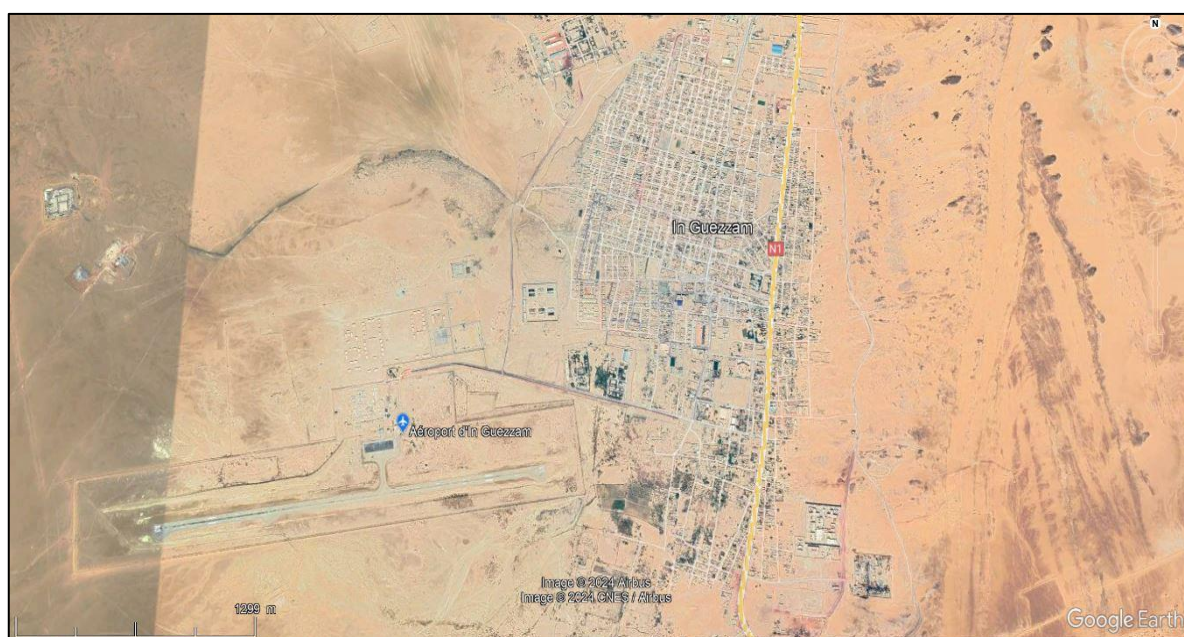 N
In Guezzam
N1
Aéroport d'In Guezzam
Image © 2024 Airbus
Image © 2024 CNES / Airbus
1299 m
Google Earth